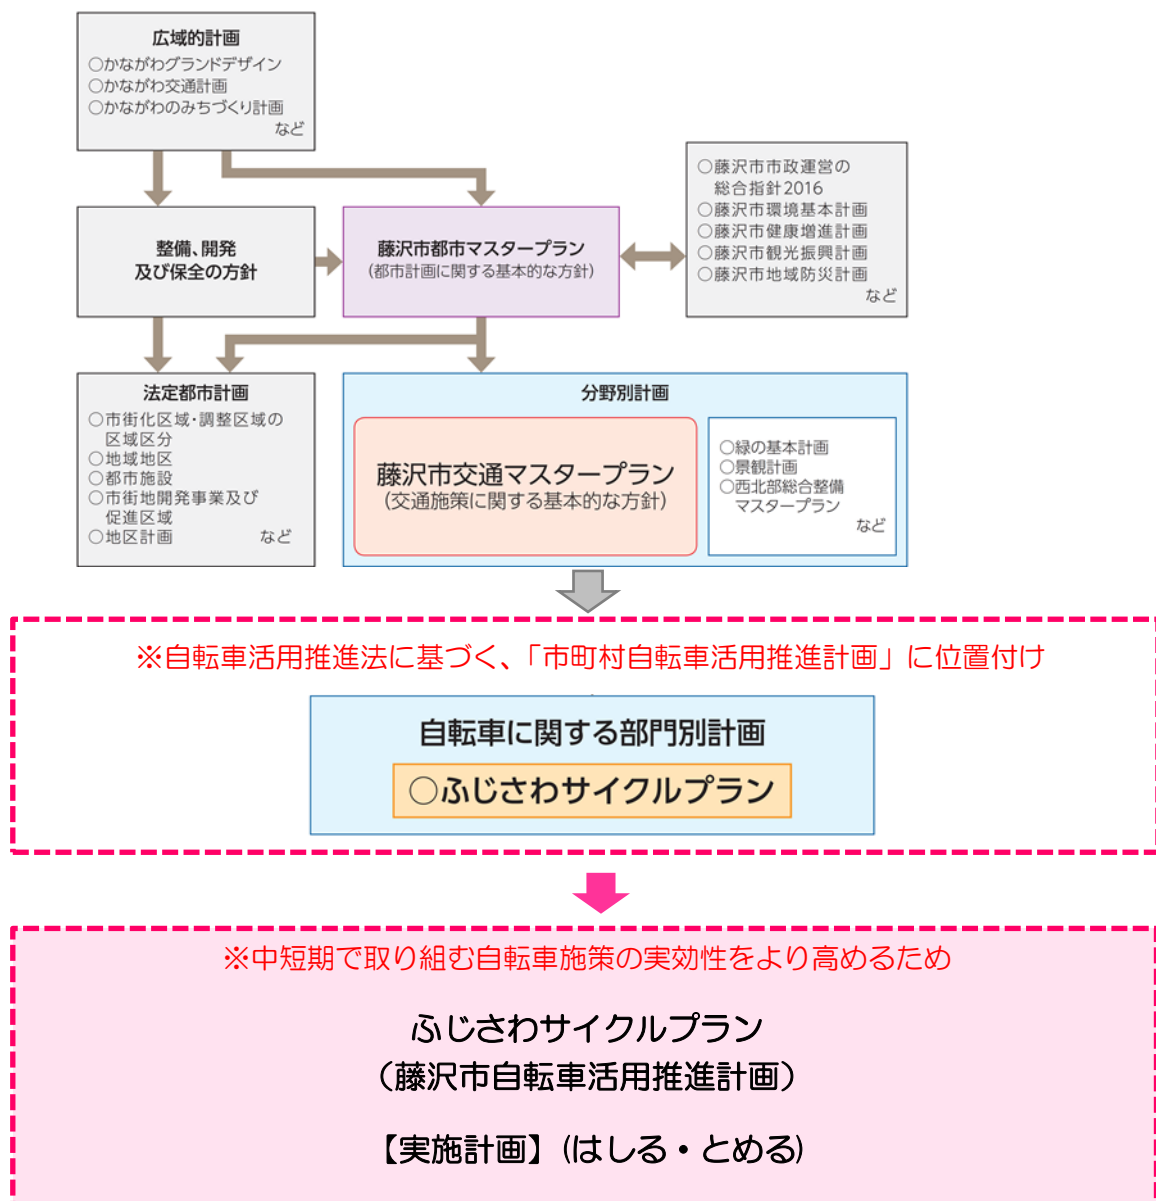 広域的計画
○かながわグランドデザイン
○かながわ交通計画
○かながわのみちづくり計画
など
○藤沢市市政運営の
総合指針2016
○藤沢市環境基本計画
○藤沢市健康増進計画
○藤沢市観光振興計画
○藤沢市地域防災計画
など
整備、開発
及び保全の方針
藤沢市都市マスタープラン
(都市計画に関する基本的な方針)
法定都市計画
○市街化区域・調整区域の
区域区分
○地域地区
○都市施設
○市街地開発事業及び
促進区域
○地区計画 など
分野別計画
藤沢市交通マスタープラン
(交通施策に関する基本的な方針)
○緑の基本計画
○景観計画
○西北部総合整備
マスタープラン
など
※自転車活用推進法に基づく、「市町村自転車活用推進計画」に位置付け
自転車に関する部門別計画
○ふじさわサイクルプラン
※中短期で取り組む自転車施策の実効性をより高めるため
ふじさわサイクルプラン
（藤沢市自転車活用推進計画）
【実施計画】(はしる・とめる)